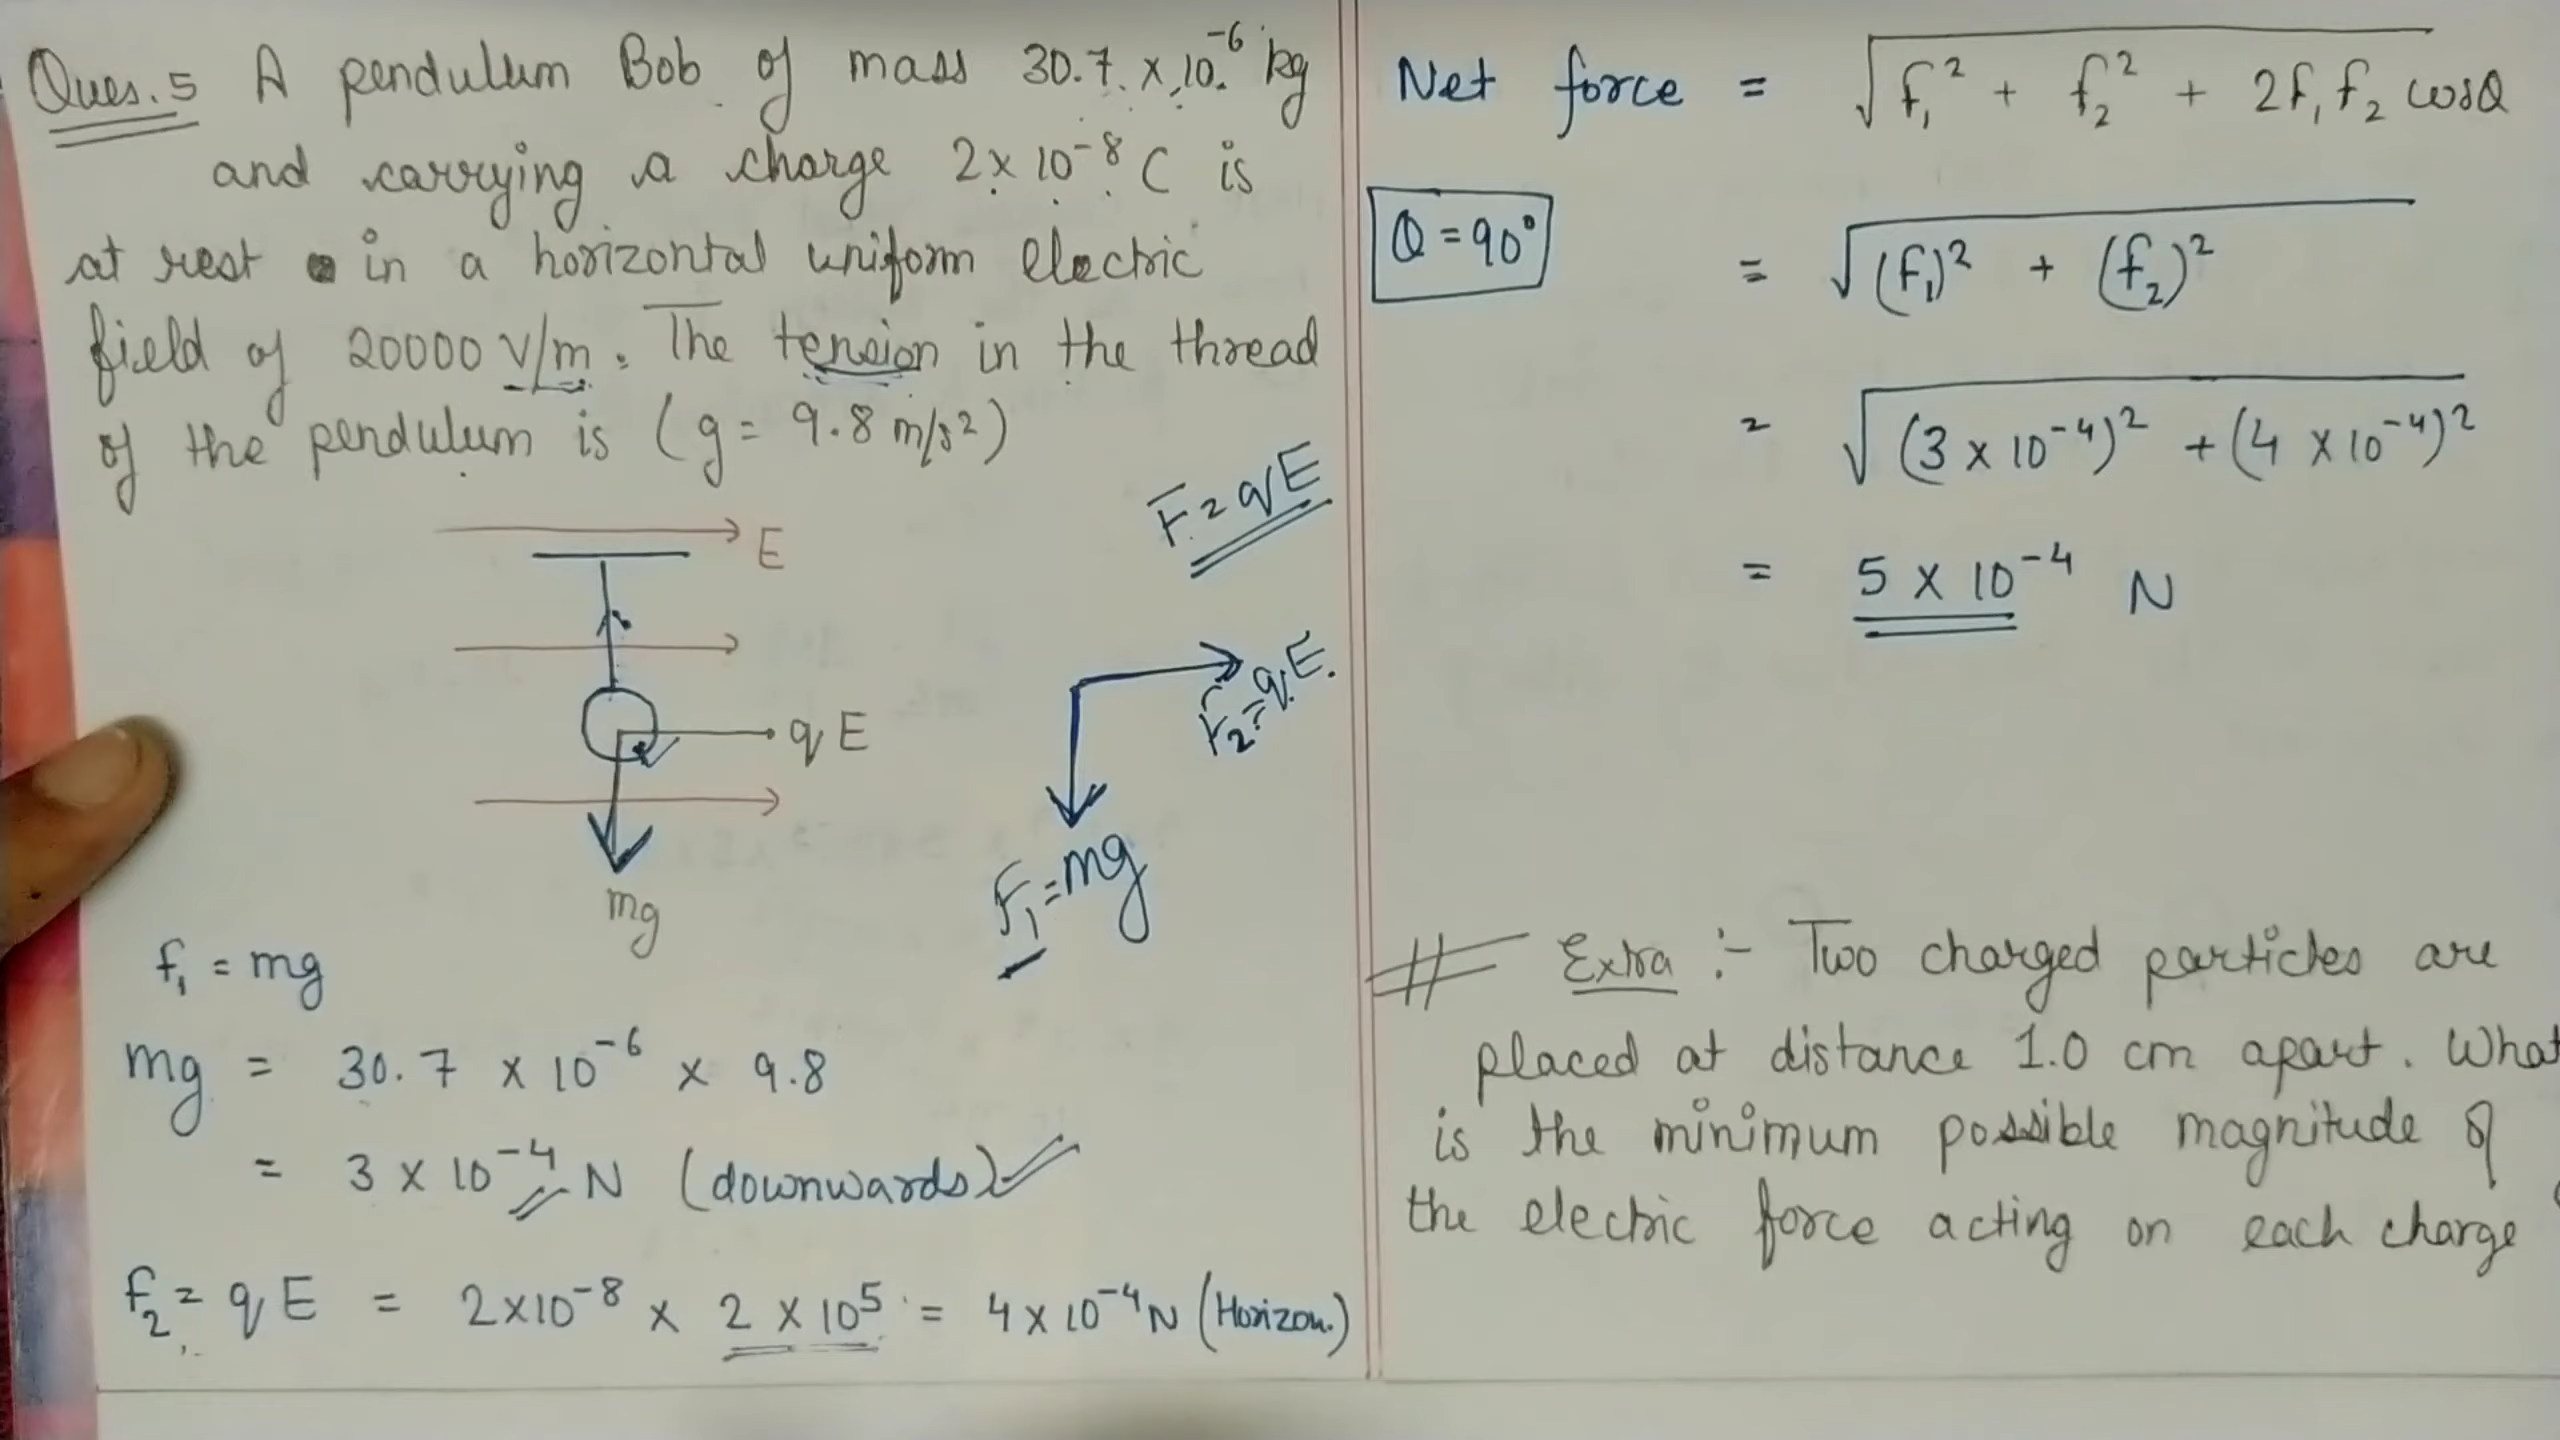 Ques. 5 A pendulum Bob of mass 30.7 x 10⁻⁶ kg
and carrying a charge 2 x 10⁻⁸ C is
at rest in a horizontal uniform electric
field of 20000 V/m. The tension in the thread
of the pendulum is (g = 9.8 m/s²)
F = qE
E
qE
mg
F₂ = qE.
F₁ = mg
f₁ = mg
mg = 30.7 x 10⁻⁶ x 9.8
= 3 x 10⁻⁴ N (downwards)
f₂ = qE = 2x10⁻⁸ x 2 x 10⁵ = 4 x 10⁻⁴ N (Horizon.)
Net force = √(f₁² + f₂² + 2f₁f₂ cosθ)
θ = 90°
= √((f₁)² + (f₂)²)
= √((3 x 10⁻⁴)² + (4 x 10⁻⁴)²)
= 5 x 10⁻⁴ N
# Extra :- Two charged particles are
placed at distance 1.0 cm apart. What
is the minimum possible magnitude of
the electric force acting on each charge